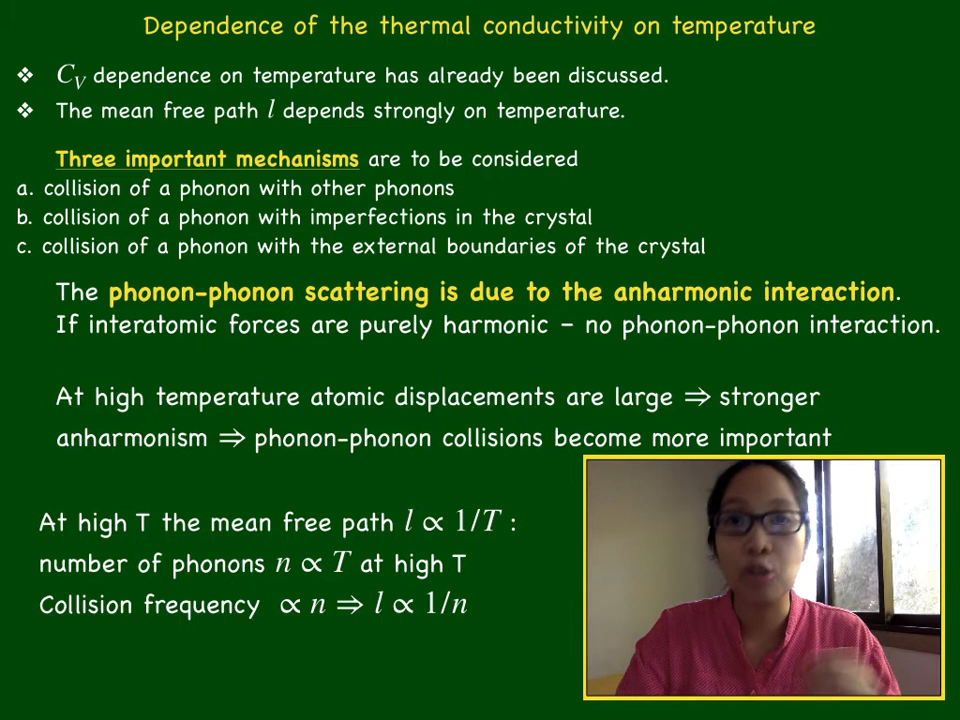 Dependence of the thermal conductivity on temperature
❖ C_V dependence on temperature has already been discussed.
❖ The mean free path l depends strongly on temperature.
Three important mechanisms are to be considered
a. collision of a phonon with other phonons
b. collision of a phonon with imperfections in the crystal
c. collision of a phonon with the external boundaries of the crystal
The phonon-phonon scattering is due to the anharmonic interaction.
If interatomic forces are purely harmonic – no phonon-phonon interaction.
At high temperature atomic displacements are large ⇒ stronger
anharmonism ⇒ phonon-phonon collisions become more important
At high T the mean free path l ∝ 1/T :
number of phonons n ∝ T at high T
Collision frequency ∝ n ⇒ l ∝ 1/n